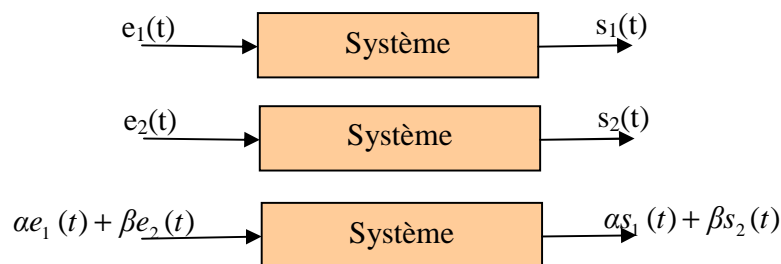 e₁(t) Système s₁(t)
e₂(t) Système s₂(t)
αe₁(t) + βe₂(t) Système αs₁(t) + βs₂(t)